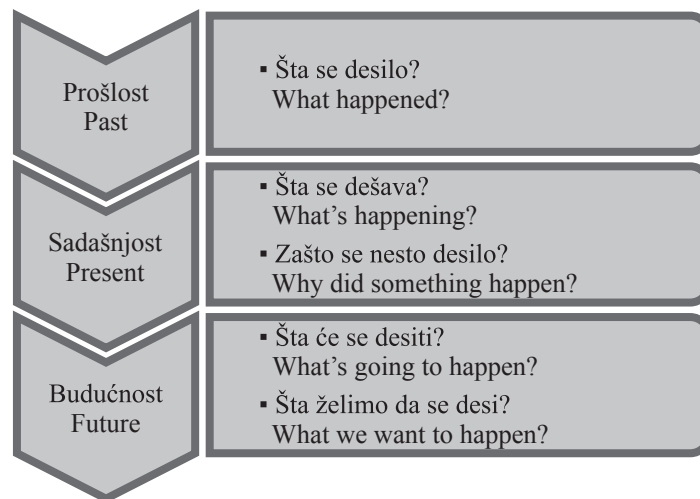 Prošlost
Past
▪ Šta se desilo?
What happened?
Sadašnjost
Present
▪ Šta se dešava?
What’s happening?
▪ Zašto se nesto desilo?
Why did something happen?
Budućnost
Future
▪ Šta će se desiti?
What’s going to happen?
▪ Šta želimo da se desi?
What we want to happen?